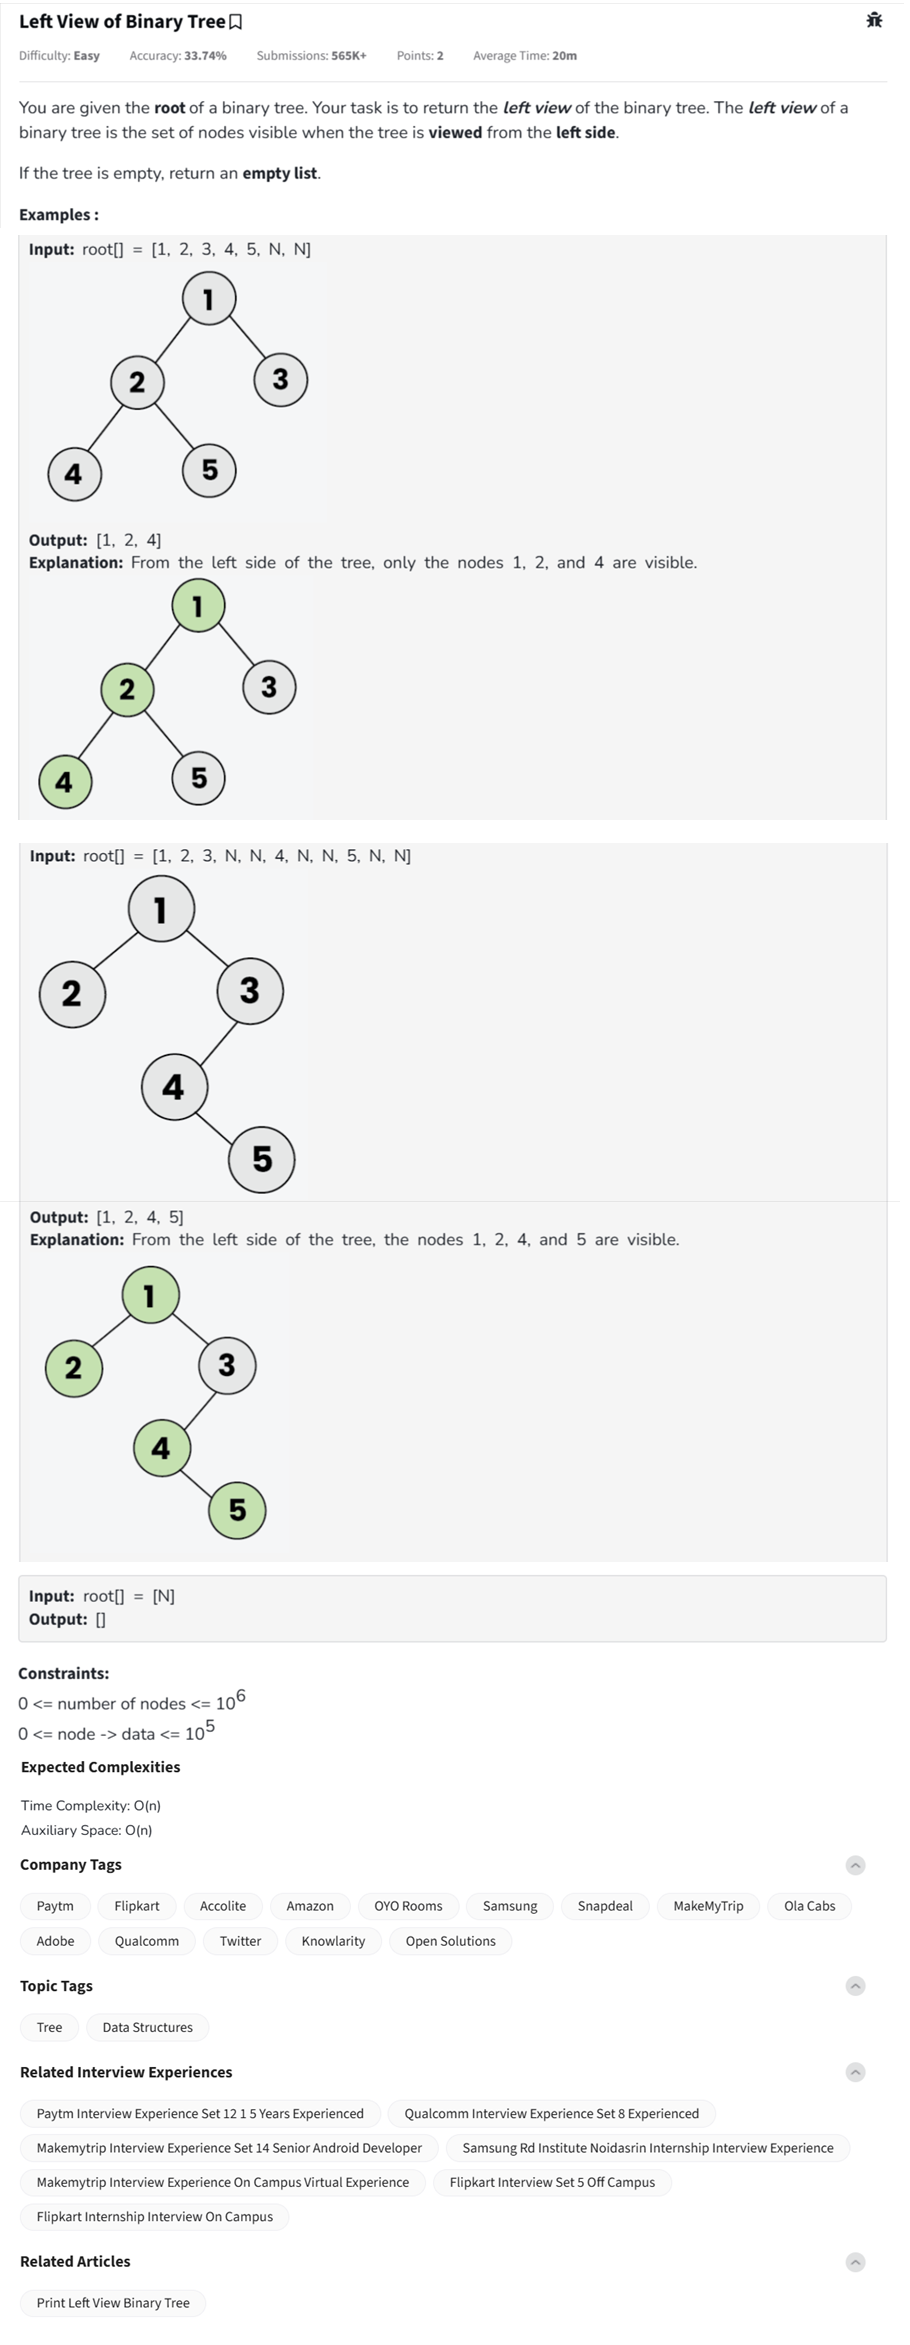 Left View of Binary Tree
Difficulty: Easy Accuracy: 33.74% Submissions: 565K+ Points: 2 Average Time: 20m
You are given the root of a binary tree. Your task is to return the left view of the binary tree. The left view of a
binary tree is the set of nodes visible when the tree is viewed from the left side.
If the tree is empty, return an empty list.
Examples :
Input: root[] = [1, 2, 3, 4, 5, N, N]
1
2 3
4 5
Output: [1, 2, 4]
Explanation: From the left side of the tree, only the nodes 1, 2, and 4 are visible.
1
2 3
4 5
Input: root[] = [1, 2, 3, N, N, 4, N, N, 5, N, N]
1
2 3
4
5
Output: [1, 2, 4, 5]
Explanation: From the left side of the tree, the nodes 1, 2, 4, and 5 are visible.
1
2 3
4
5
Input: root[] = [N]
Output: []
Constraints:
0 <= number of nodes <= 10^6
0 <= node -> data <= 10^5
Expected Complexities
Time Complexity: O(n)
Auxiliary Space: O(n)
Company Tags
Paytm Flipkart Accolite Amazon OYO Rooms Samsung Snapdeal MakeMyTrip Ola Cabs
Adobe Qualcomm Twitter Knowlarity Open Solutions
Topic Tags
Tree Data Structures
Related Interview Experiences
Paytm Interview Experience Set 12 1 5 Years Experienced Qualcomm Interview Experience Set 8 Experienced
Makemytrip Interview Experience Set 14 Senior Android Developer Samsung Rd Institute Noidasrin Internship Interview Experience
Makemytrip Interview Experience On Campus Virtual Experience Flipkart Interview Set 5 Off Campus
Flipkart Internship Interview On Campus
Related Articles
Print Left View Binary Tree